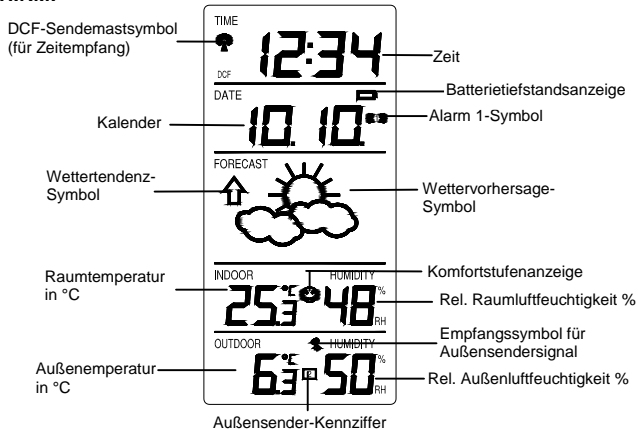 TIME
DCF-Sendemastsymbol
(für Zeitempfang)
12:34
Zeit
DCF
DATE
Batterietiefstandsanzeige
Kalender
10. 10.
Alarm 1-Symbol
FORECAST
Wettertendenz-
Symbol
Wettervorhersage-
Symbol
INDOOR
HUMIDITY
Komfortstufenanzeige
Raumtemperatur
in °C
25.3 °C
48 %
RH
Rel. Raumluftfeuchtigkeit %
OUTDOOR
HUMIDITY
Empfangssymbol für
Außensendersignal
Außenemperatur
in °C
6.3 °C
50 %
RH
Rel. Außenluftfeuchtigkeit %
Außensender-Kennziffer